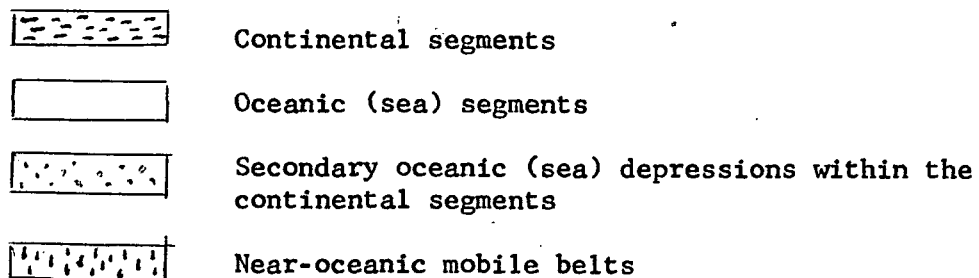 Continental segments
Oceanic (sea) segments
Secondary oceanic (sea) depressions within the
continental segments
Near-oceanic mobile belts